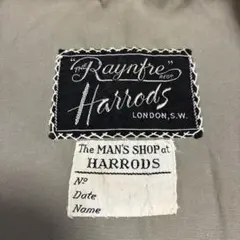 "The Raynfre" REGD
Harrods
LONDON, S.W.
The MAN'S SHOP at
HARRODS
No
Date
Name